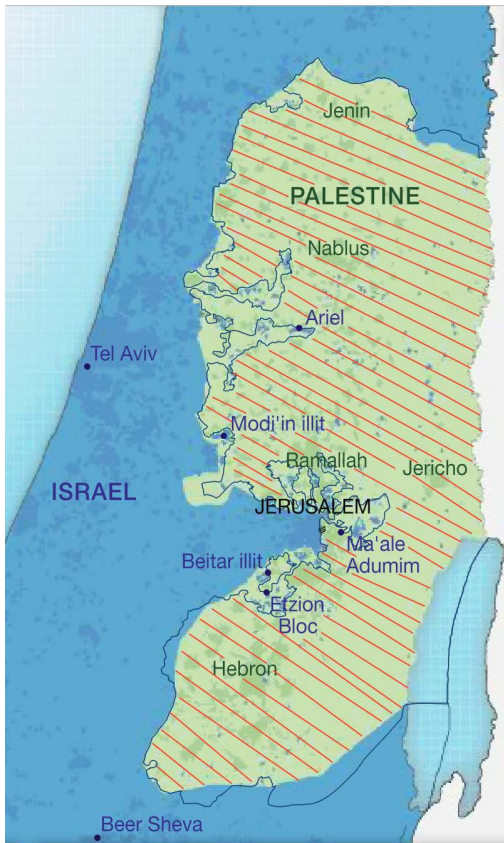 Jenin
PALESTINE
Nablus
Ariel
Tel Aviv
Modi'in illit
Ramallah
Jericho
ISRAEL
JERUSALEM
Ma'ale
Adumim
Beitar illit
Etzion
Bloc
Hebron
Beer Sheva